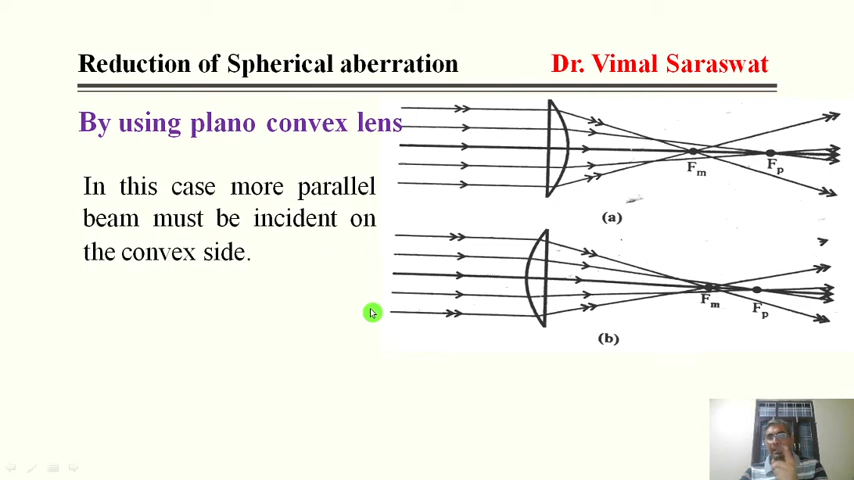 Reduction of Spherical aberration
Dr. Vimal Saraswat
By using plano convex lens
In this case more parallel
beam must be incident on
the convex side.
Fm
Fp
(a)
Fm
Fp
(b)